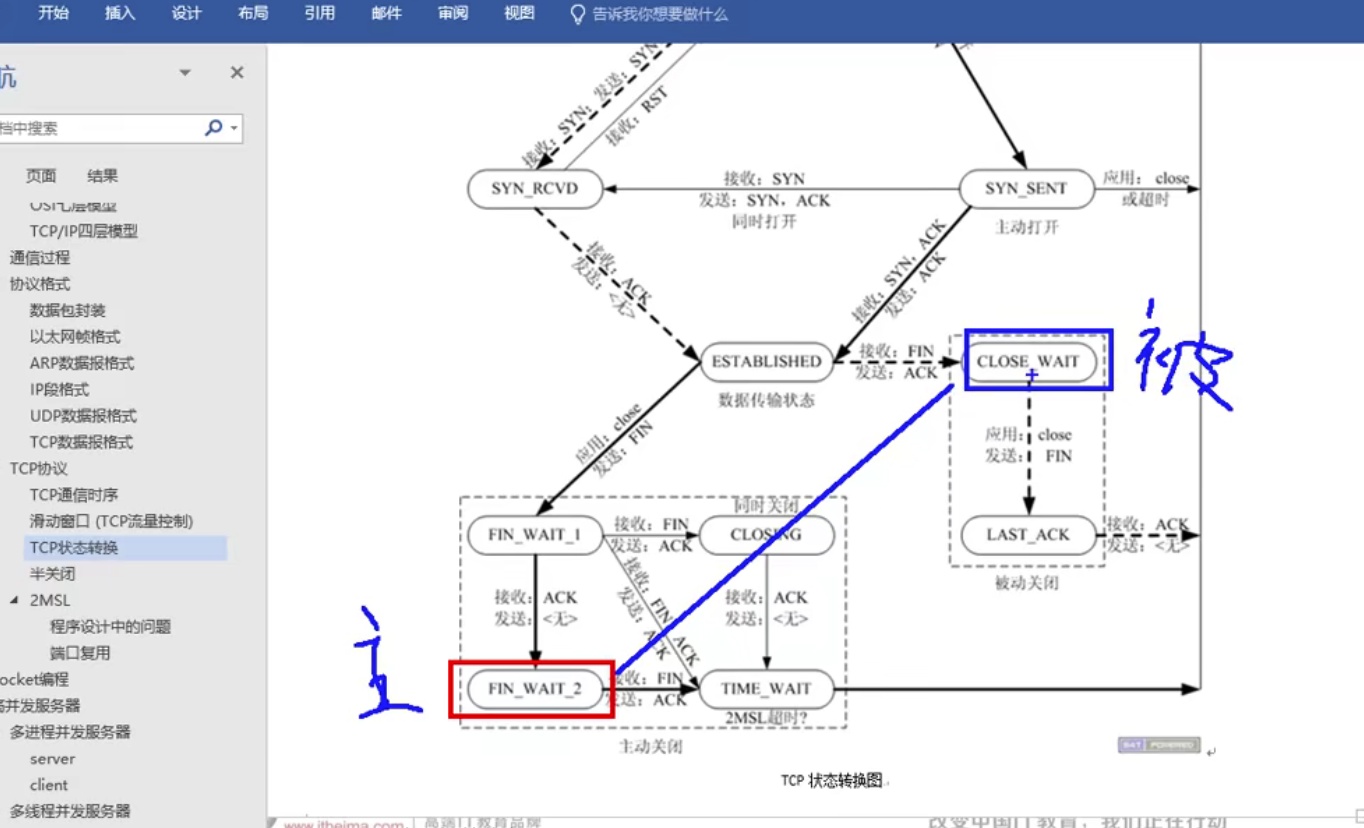 开始 插入 设计 布局 引用 邮件 审阅 视图 告诉我你想要做什么
航
档中搜索
页面 结果
OSI七层模型
TCP/IP四层模型
通信过程
协议格式
数据包封装
以太网帧格式
ARP数据报格式
IP段格式
UDP数据报格式
TCP数据报格式
TCP协议
TCP通信时序
滑动窗口 (TCP流量控制)
TCP状态转换
半关闭
2MSL
程序设计中的问题
端口复用
ocket编程
并发服务器
多进程并发服务器
server
client
多线程并发服务器
接收：SYN；发送：SYN
接收：RST
SYN_RCVD
接收：SYN
发送：SYN，ACK
同时打开
SYN_SENT
主动打开
应用： close
或超时
接收：ACK
发送：<无>
接收：SYN，ACK
发送：ACK
ESTABLISHED
数据传输状态
接收：FIN
发送：ACK
CLOSE_WAIT
被
应用： close
发送： FIN
LAST_ACK
接收：ACK
发送：<无>
被动关闭
应用：close
发送：FIN
同时关闭
FIN_WAIT_1
接收：FIN
发送：ACK
CLOSING
接收： ACK
发送：<无>
接收：FIN，ACK
发送：ACK
接收： ACK
发送：<无>
主
FIN_WAIT_2
接收：FIN
发送：ACK
TIME_WAIT
2MSL超时?
主动关闭
POWERED
TCP 状态转换图
www.itheima.com
高端IT教育品牌
改变中国IT教育，我们正在行动